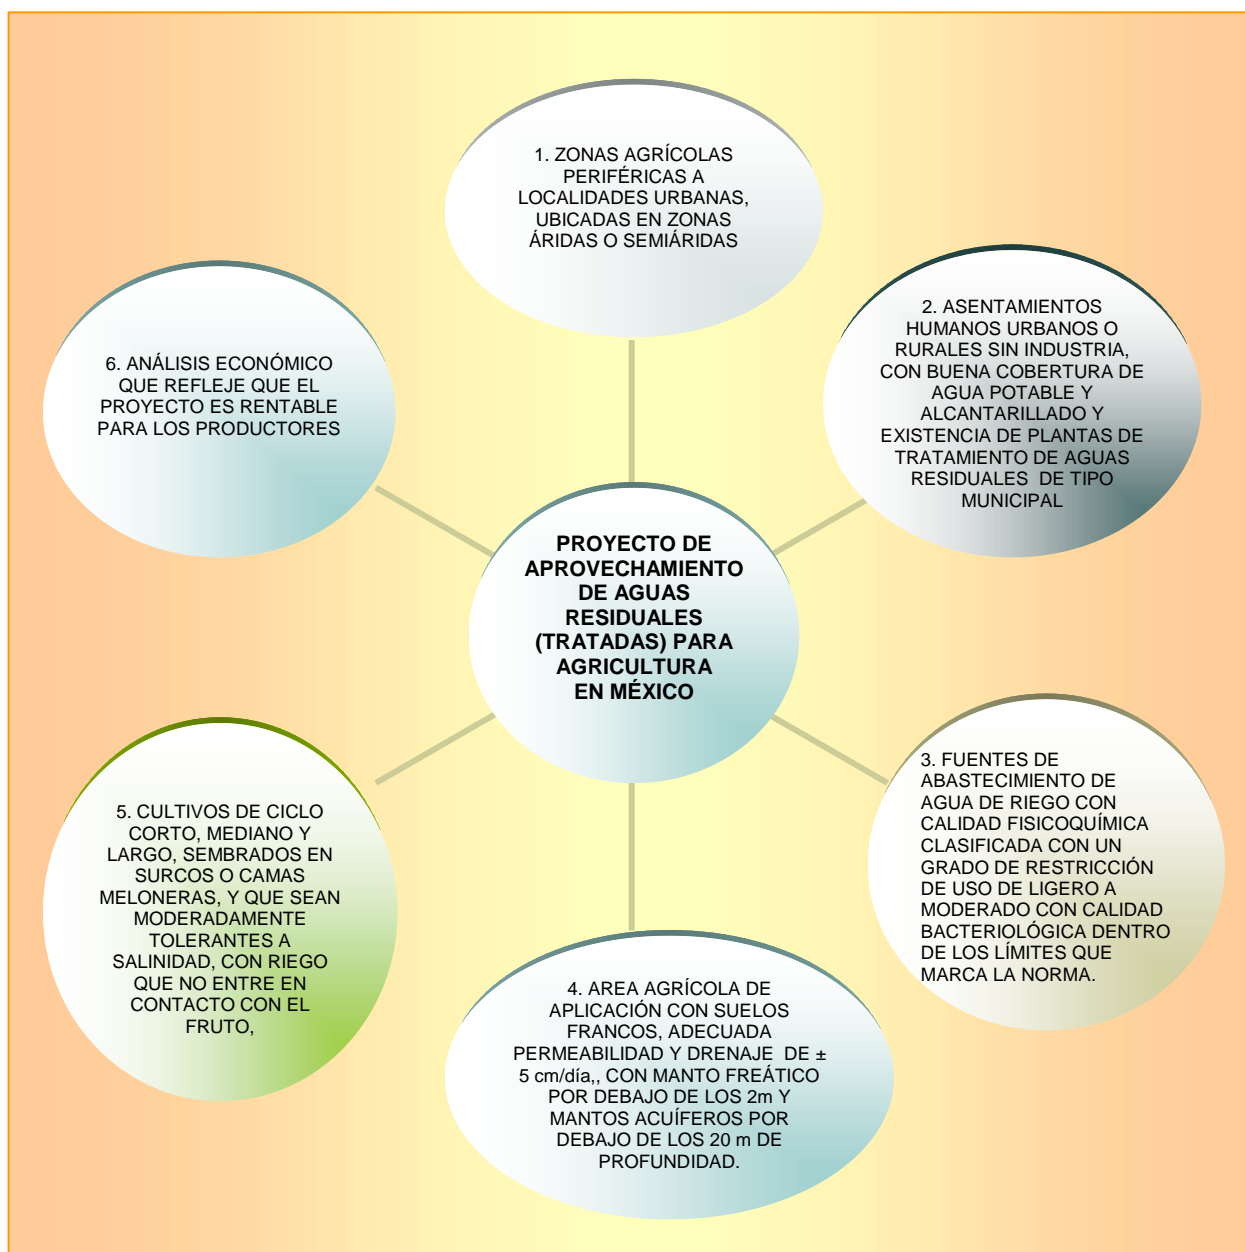 1. ZONAS AGRÍCOLAS
PERIFÉRICAS A
LOCALIDADES URBANAS,
UBICADAS EN ZONAS
ÁRIDAS O SEMIÁRIDAS
2. ASENTAMIENTOS
HUMANOS URBANOS O
RURALES SIN INDUSTRIA,
CON BUENA COBERTURA DE
AGUA POTABLE Y
ALCANTARILLADO Y
EXISTENCIA DE PLANTAS DE
TRATAMIENTO DE AGUAS
RESIDUALES DE TIPO
MUNICIPAL
6. ANÁLISIS ECONÓMICO
QUE REFLEJE QUE EL
PROYECTO ES RENTABLE
PARA LOS PRODUCTORES
PROYECTO DE
APROVECHAMIENTO
DE AGUAS
RESIDUALES
(TRATADAS) PARA
AGRICULTURA
EN MÉXICO
3. FUENTES DE
ABASTECIMIENTO DE
AGUA DE RIEGO CON
CALIDAD FISICOQUÍMICA
CLASIFICADA CON UN
GRADO DE RESTRICCIÓN
DE USO DE LIGERO A
MODERADO CON CALIDAD
BACTERIOLÓGICA DENTRO
DE LOS LÍMITES QUE
MARCA LA NORMA.
5. CULTIVOS DE CICLO
CORTO, MEDIANO Y
LARGO, SEMBRADOS EN
SURCOS O CAMAS
MELONERAS, Y QUE SEAN
MODERADAMENTE
TOLERANTES A
SALINIDAD, CON RIEGO
QUE NO ENTRE EN
CONTACTO CON EL
FRUTO,
4. AREA AGRÍCOLA DE
APLICACIÓN CON SUELOS
FRANCOS, ADECUADA
PERMEABILIDAD Y DRENAJE DE ±
5 cm/día,, CON MANTO FREÁTICO
POR DEBAJO DE LOS 2m Y
MANTOS ACUÍFEROS POR
DEBAJO DE LOS 20 m DE
PROFUNDIDAD.